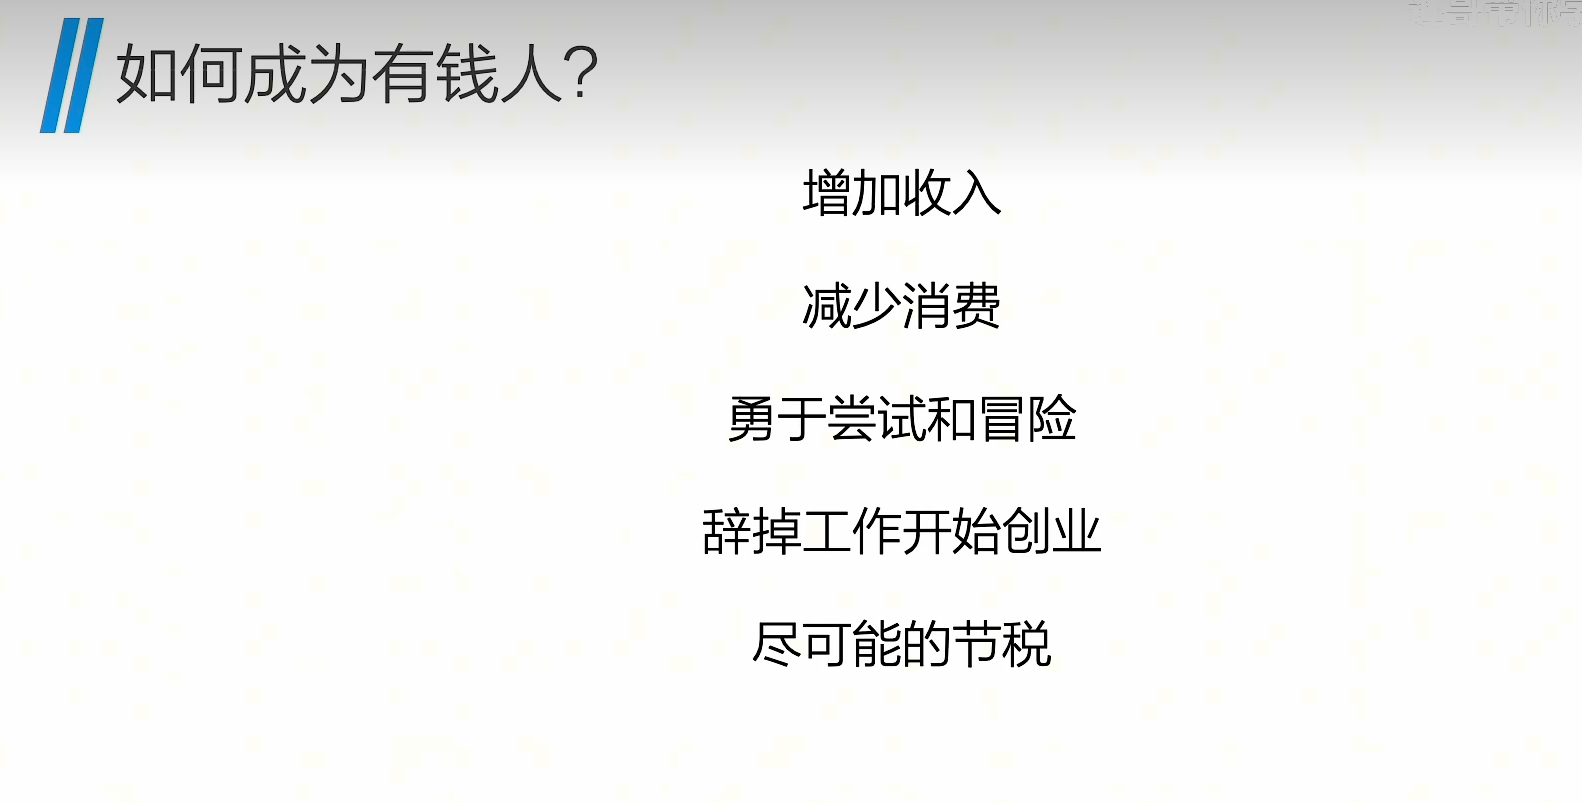 如何成为有钱人?
增加收入
减少消费
勇于尝试和冒险
辞掉工作开始创业
尽可能的节税